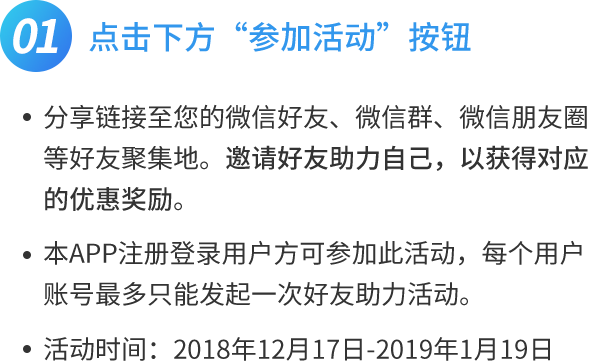 01 点击下方“参加活动”按钮
• 分享链接至您的微信好友、微信群、微信朋友圈
等好友聚集地。邀请好友助力自己，以获得对应
的优惠奖励。
• 本APP注册登录用户方可参加此活动，每个用户
账号最多只能发起一次好友助力活动。
• 活动时间：2018年12月17日-2019年1月19日